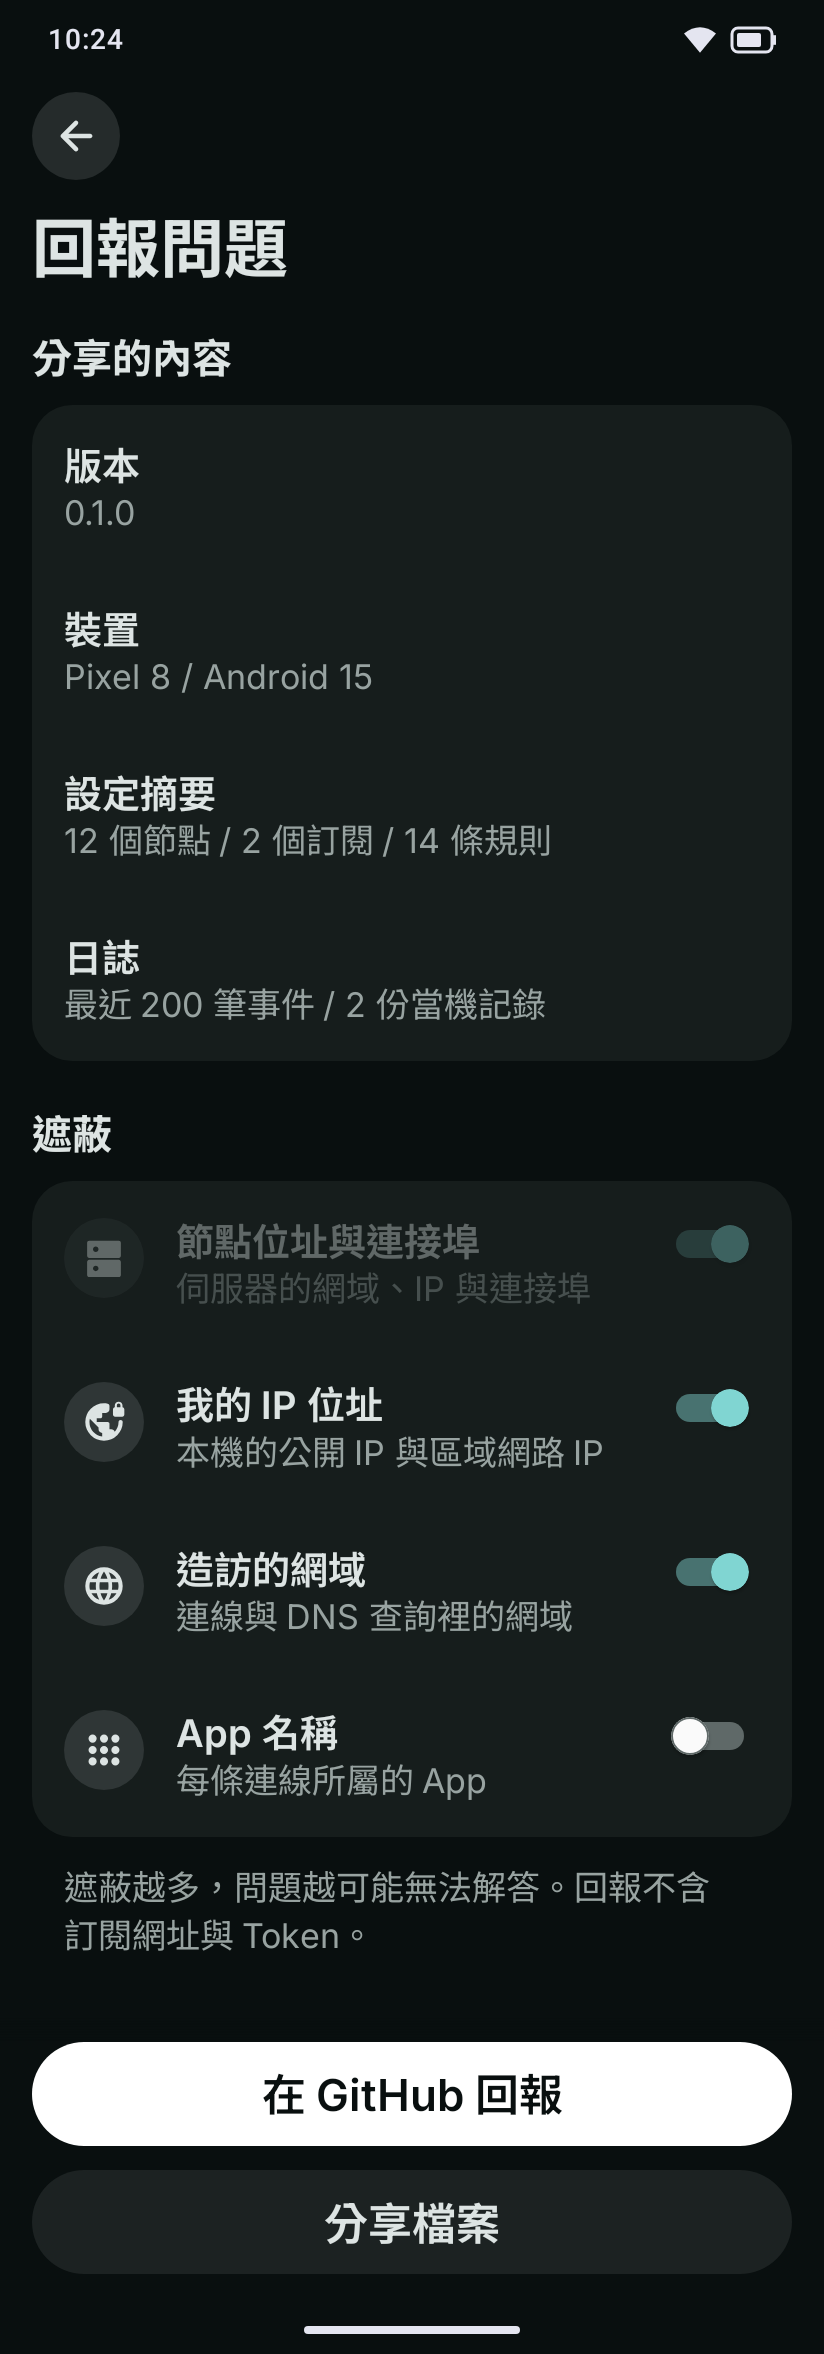 10:24
回報問題
分享的內容
版本
0.1.0
裝置
Pixel 8 / Android 15
設定摘要
12 個節點 / 2 個訂閱 / 14 條規則
日誌
最近 200 筆事件 / 2 份當機記錄
遮蔽
節點位址與連接埠
伺服器的網域、IP 與連接埠
我的 IP 位址
本機的公開 IP 與區域網路 IP
造訪的網域
連線與 DNS 查詢裡的網域
App 名稱
每條連線所屬的 App
遮蔽越多，問題越可能無法解答。回報不含
訂閱網址與 Token。
在 GitHub 回報
分享檔案